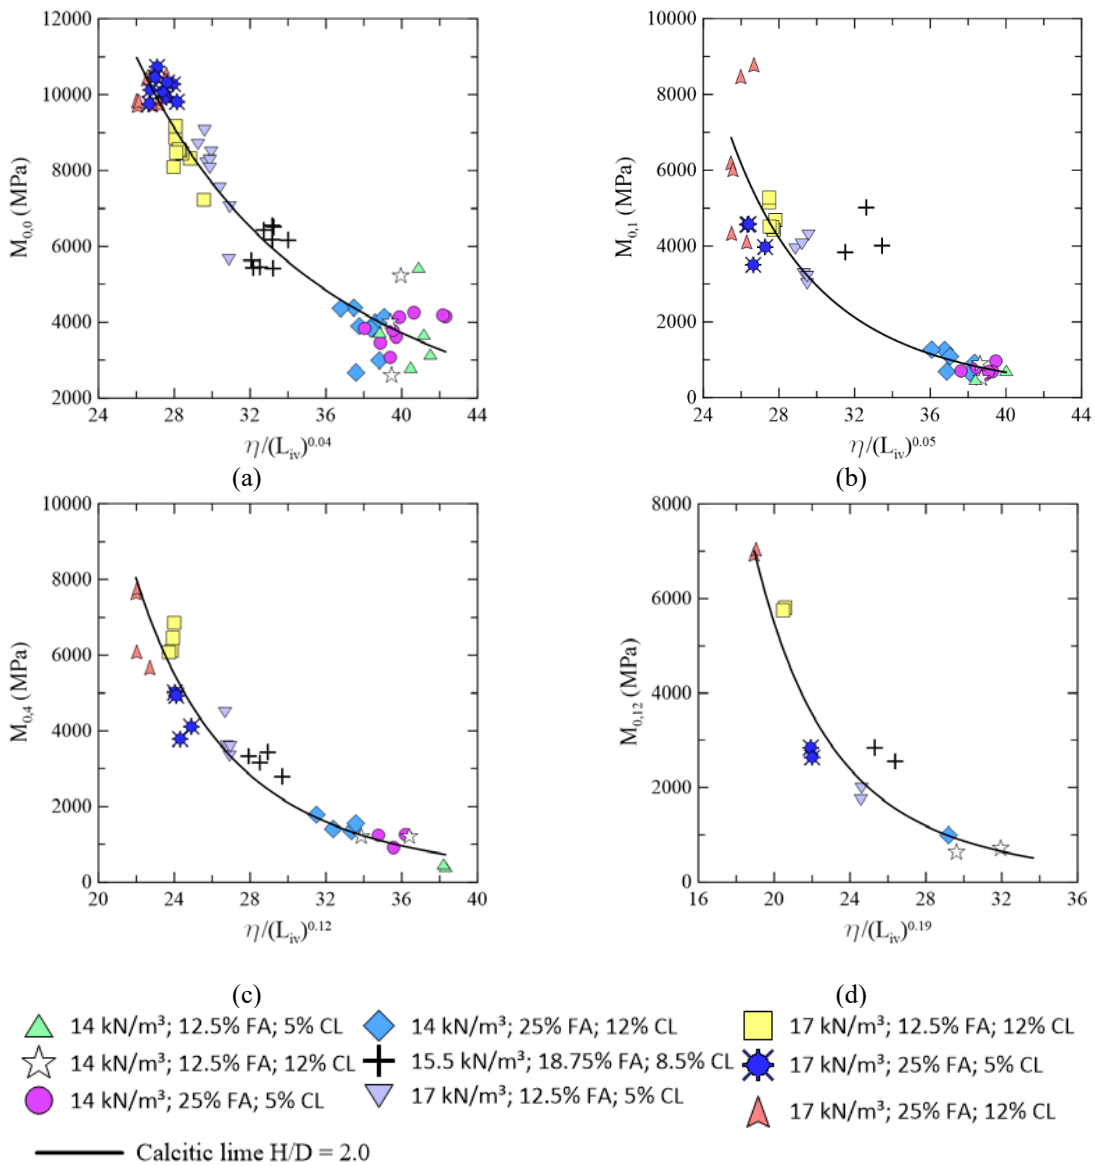 12000
10000
8000
6000
4000
2000
24 28 32 36 40 44
M0,0 (MPa)
η/(Liv)^0.04
(a)
10000
8000
6000
4000
2000
0
24 28 32 36 40 44
M0,1 (MPa)
η/(Liv)^0.05
(b)
10000
8000
6000
4000
2000
0
20 24 28 32 36 40
M0,4 (MPa)
η/(Liv)^0.12
(c)
8000
6000
4000
2000
0
16 20 24 28 32 36
M0,12 (MPa)
η/(Liv)^0.19
(d)
14 kN/m³; 12.5% FA; 5% CL
14 kN/m³; 12.5% FA; 12% CL
14 kN/m³; 25% FA; 5% CL
14 kN/m³; 25% FA; 12% CL
15.5 kN/m³; 18.75% FA; 8.5% CL
17 kN/m³; 12.5% FA; 5% CL
17 kN/m³; 12.5% FA; 12% CL
17 kN/m³; 25% FA; 5% CL
17 kN/m³; 25% FA; 12% CL
Calcitic lime H/D = 2.0